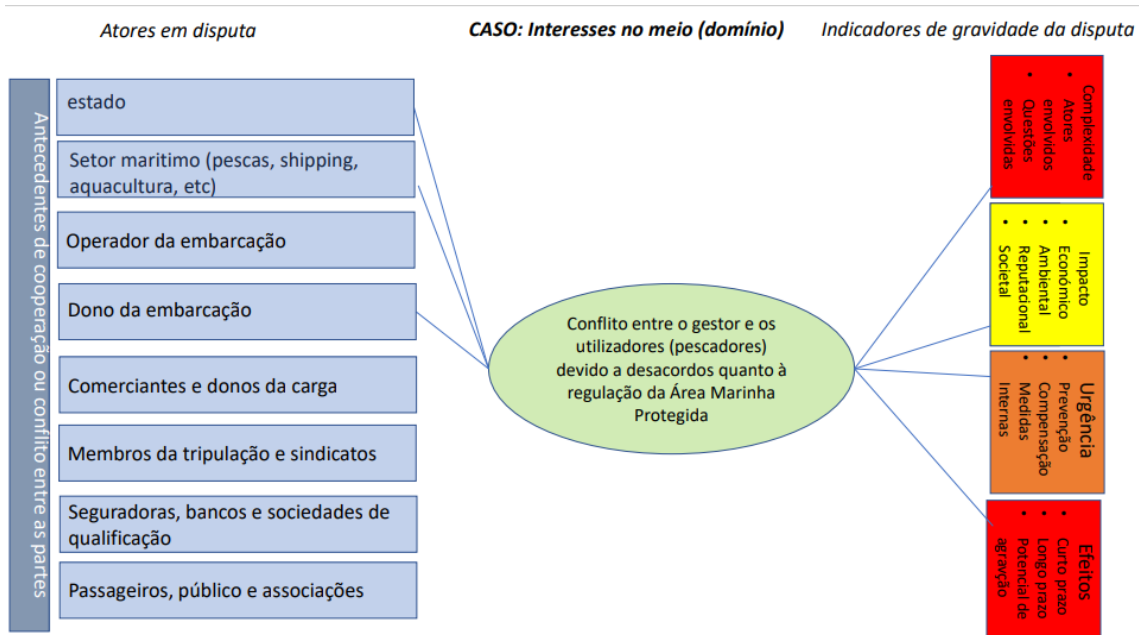 Atores em disputa
CASO: Interesses no meio (domínio)
Indicadores de gravidade da disputa
Antecedentes de cooperação ou conflito entre as partes
estado
Setor maritimo (pescas, shipping,
aquacultura, etc)
Operador da embarcação
Dono da embarcação
Comerciantes e donos da carga
Membros da tripulação e sindicatos
Seguradoras, bancos e sociedades de
qualificação
Passageiros, público e associações
Conflito entre o gestor e os
utilizadores (pescadores)
devido a desacordos quanto à
regulação da Área Marinha
Protegida
Complexidade
• Atores
envolvidos
• Questões
envolvidas
Impacto
• Económico
• Ambiental
• Reputacional
• Societal
Urgência
• Prevenção
• Compensação
• Medidas
Internas
Efeitos
• Curto prazo
• Longo prazo
• Potencial de
agravção